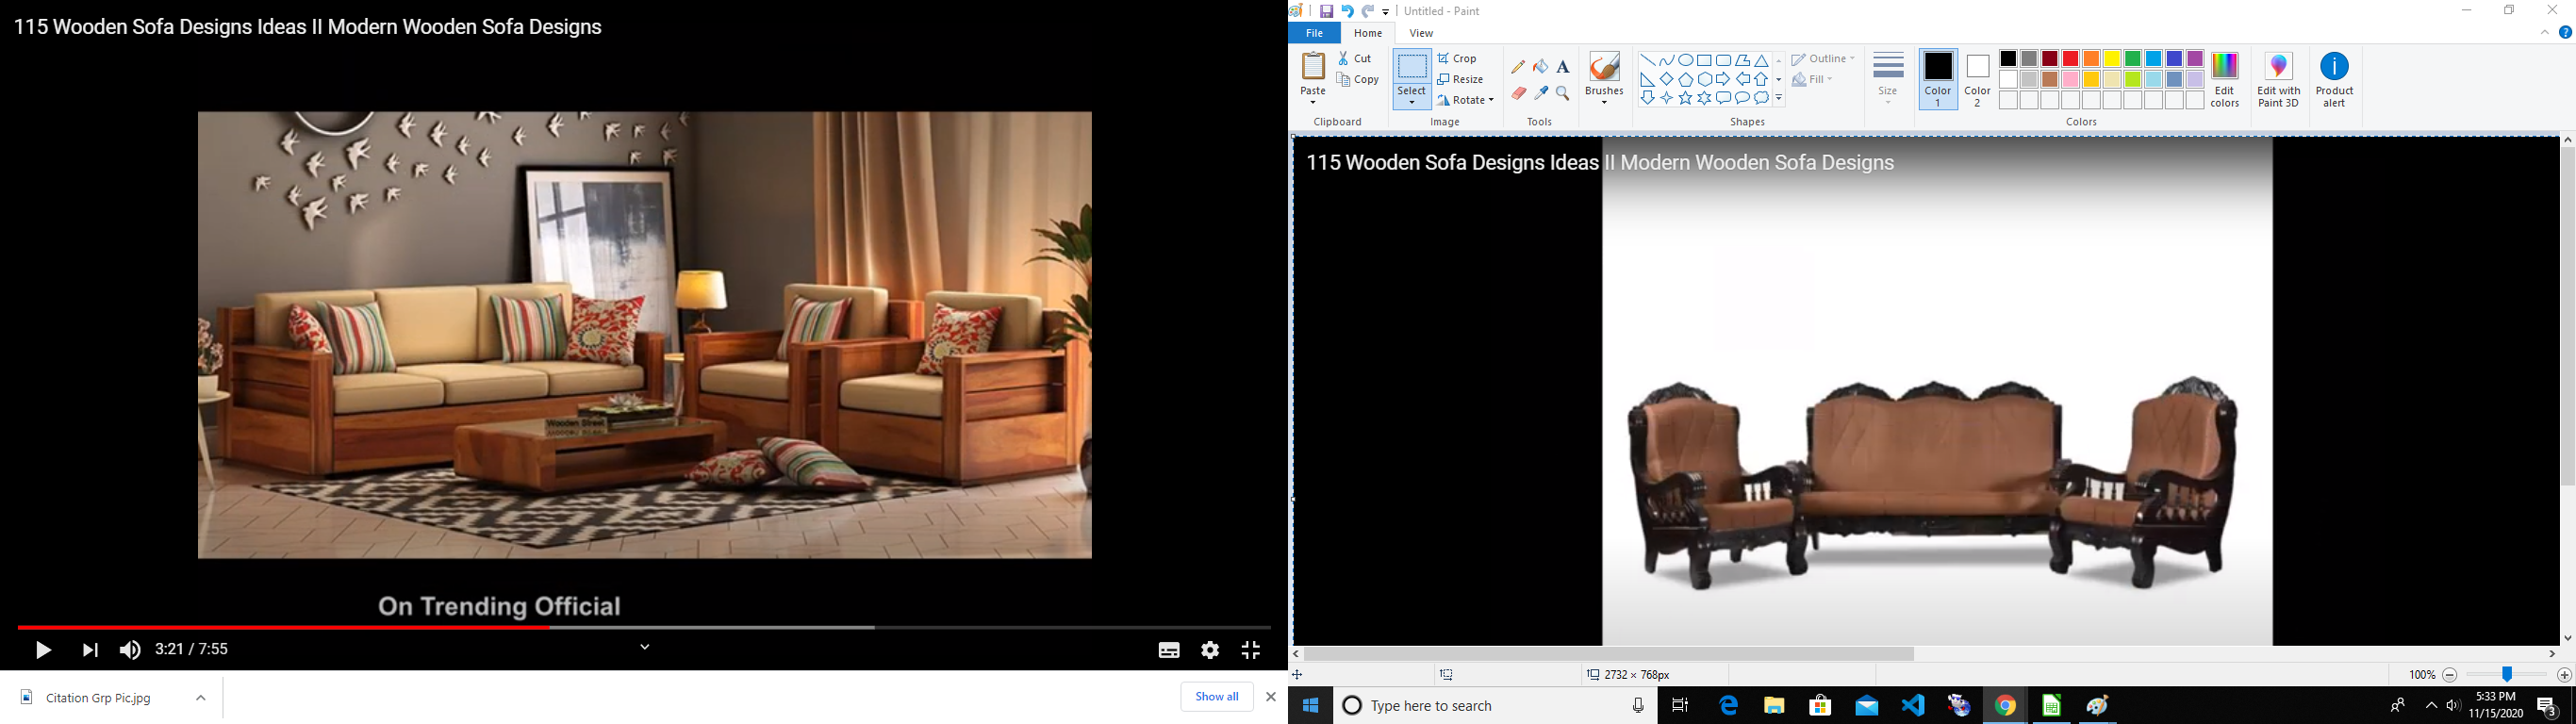 115 Wooden Sofa Designs Ideas II Modern Wooden Sofa Designs
Wooden Street
On Trending Official
3:21 / 7:55
Citation Grp Pic.jpg
Show all
Untitled - Paint
File
Home
View
Paste
Cut
Copy
Clipboard
Select
Crop
Resize
Rotate
Image
A
Tools
Brushes
Outline
Fill
Shapes
Size
Color 1
Color 2
Edit colors
Edit with Paint 3D
Product alert
Colors
115 Wooden Sofa Designs Ideas II Modern Wooden Sofa Designs
2732 × 768px
100%
Type here to search
5:33 PM
11/15/2020
3